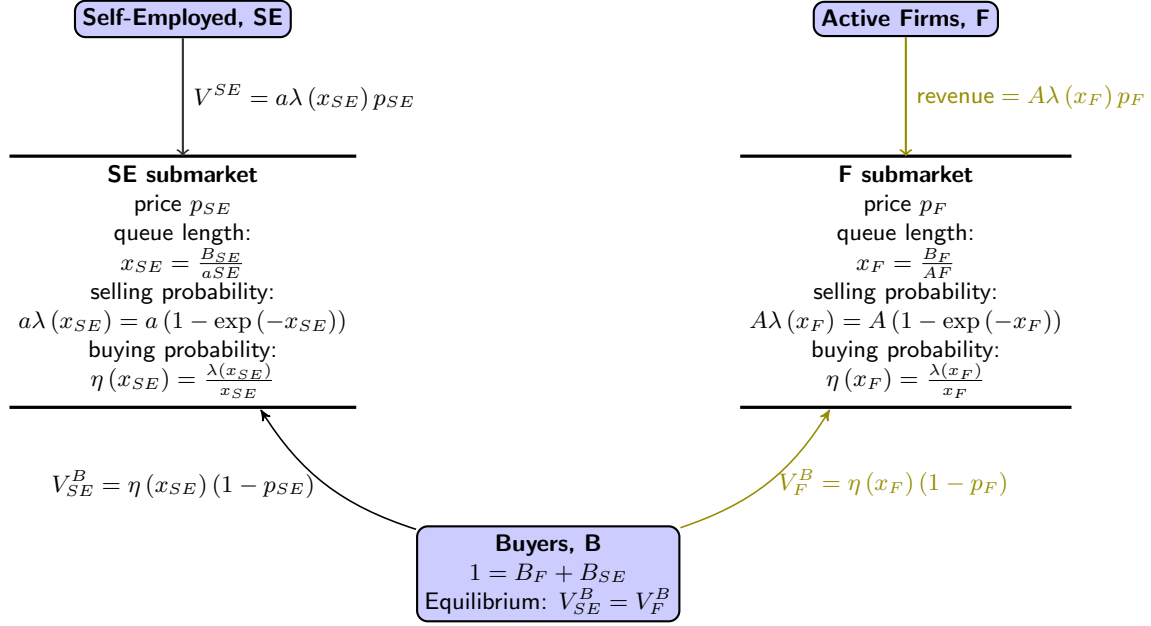 Self-Employed, SE
Active Firms, F
V^{SE} = aλ (x_{SE}) p_{SE}
revenue = Aλ (x_F) p_F
SE submarket
price p_{SE}
queue length:
x_{SE} = \frac{B_{SE}}{aSE}
selling probability:
aλ (x_{SE}) = a (1 − exp (−x_{SE}))
buying probability:
η (x_{SE}) = \frac{λ(x_{SE})}{x_{SE}}
F submarket
price p_F
queue length:
x_F = \frac{B_F}{AF}
selling probability:
Aλ (x_F) = A (1 − exp (−x_F))
buying probability:
η (x_F) = \frac{λ(x_F)}{x_F}
V^B_{SE} = η (x_{SE}) (1 − p_{SE})
V^B_F = η (x_F) (1 − p_F)
Buyers, B
1 = B_F + B_{SE}
Equilibrium: V^B_{SE} = V^B_F